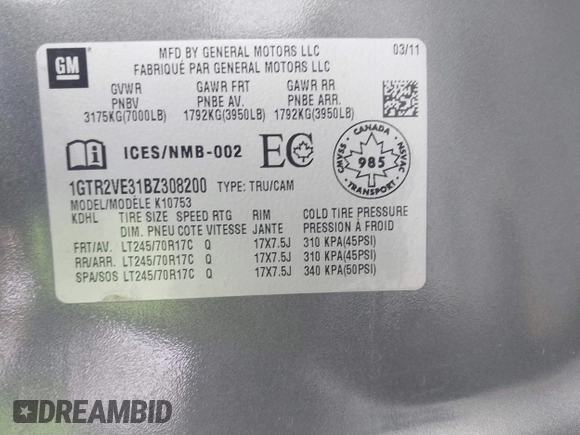 GM
MFD BY GENERAL MOTORS LLC 03/11
FABRIQUÉ PAR GENERAL MOTORS LLC
GVWR GAWR FRT GAWR RR
PNBV PNBE AV. PNBE ARR.
3175KG(7000LB) 1792KG(3950LB) 1792KG(3950LB)
ICES/NMB-002 EC
CANADA
CMVSS 985 NSVAC
TRANSPORT
1GTR2VE31BZ308200 TYPE: TRU/CAM
MODEL/MODÈLE K10753
KDHL TIRE SIZE SPEED RTG RIM COLD TIRE PRESSURE
DIM. PNEU COTE VITESSE JANTE PRESSION À FROID
FRT/AV. LT245/70R17C Q 17X7.5J 310 KPA(45PSI)
RR/ARR. LT245/70R17C Q 17X7.5J 310 KPA(45PSI)
SPA/SOS LT245/70R17C Q 17X7.5J 340 KPA(50PSI)
DREAMBID